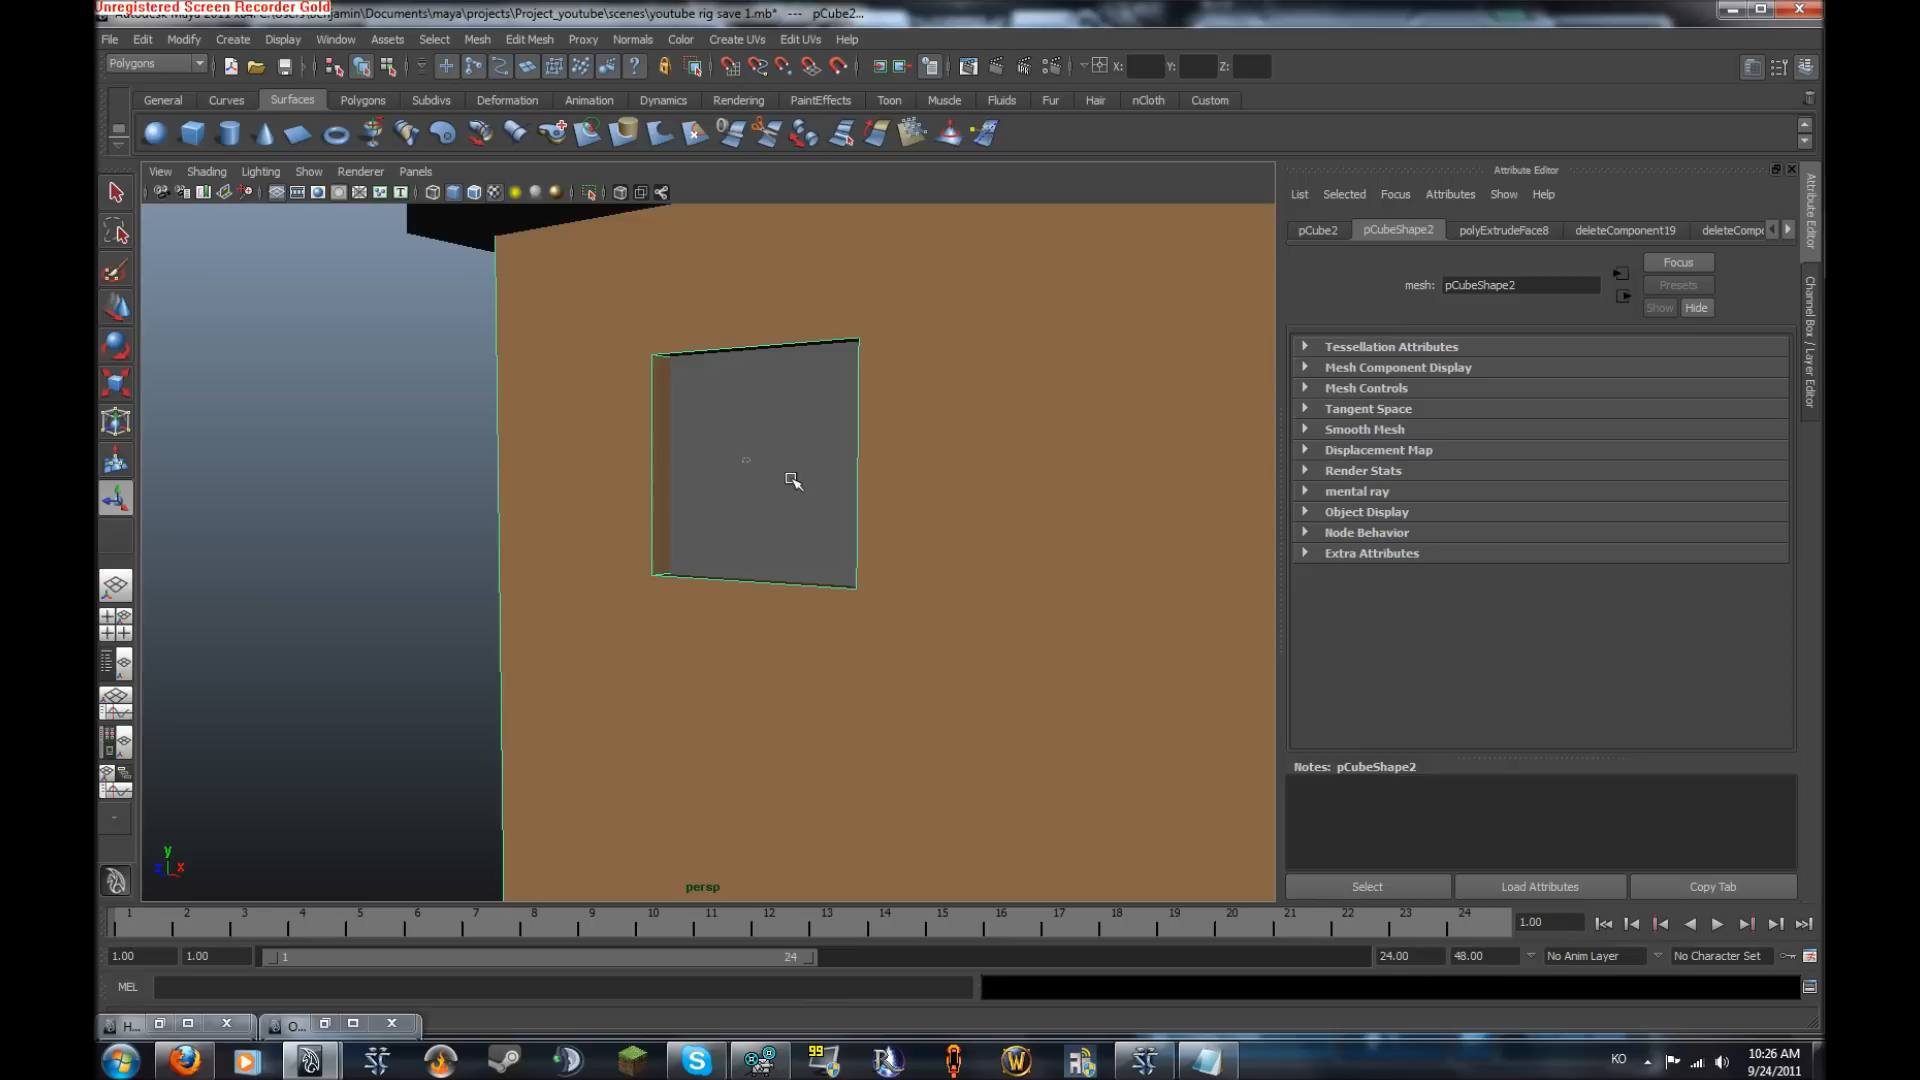 Unregistered Screen Recorder Gold
Autodesk Maya 2011 x64: C:\Users\Benjamin\Documents\maya\projects\Project_youtube\scenes\youtube rig save 1.mb* --- pCube2...
File Edit Modify Create Display Window Assets Select Mesh Edit Mesh Proxy Normals Color Create UVs Edit UVs Help
Polygons X: Y: Z:
General Curves Surfaces Polygons Subdivs Deformation Animation Dynamics Rendering PaintEffects Toon Muscle Fluids Fur Hair nCloth Custom
View Shading Lighting Show Renderer Panels
Attribute Editor
List Selected Focus Attributes Show Help
pCube2 pCubeShape2 polyExtrudeFace8 deleteComponent19 deleteCompo
Focus
mesh: pCubeShape2 Presets
Show Hide
Tessellation Attributes
Mesh Component Display
Mesh Controls
Tangent Space
Smooth Mesh
Displacement Map
Render Stats
mental ray
Object Display
Node Behavior
Extra Attributes
Attribute Editor
Channel Box / Layer Editor
Notes: pCubeShape2
y
z x
persp
Select Load Attributes Copy Tab
1 2 3 4 5 6 7 8 9 10 11 12 13 14 15 16 17 18 19 20 21 22 23 24 1.00
1.00 1.00 1 24 24.00 48.00 No Anim Layer No Character Set
MEL
H... O...
99
KO 10:26 AM
9/24/2011